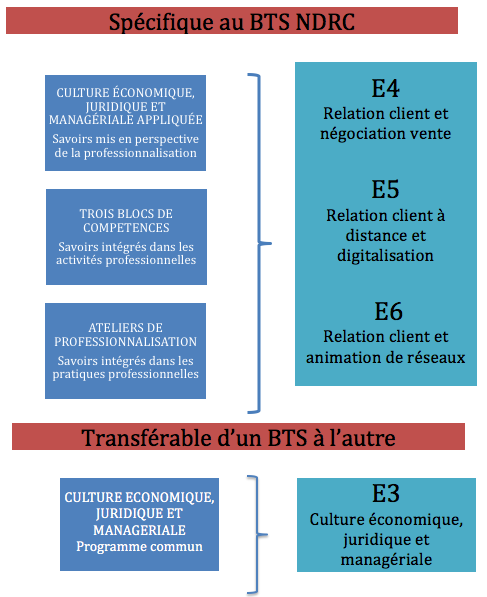 Spécifique au BTS NDRC
CULTURE ÉCONOMIQUE,
JURIDIQUE ET
MANAGÉRIALE APPLIQUÉE
Savoirs mis en perspective
de la professionnalisation
TROIS BLOCS DE
COMPETENCES
Savoirs intégrés dans les
activités professionnelles
ATELIERS DE
PROFESSIONNALISATION
Savoirs intégrés dans les
pratiques professionnelles
E4
Relation client et
négociation vente
E5
Relation client à
distance et
digitalisation
E6
Relation client et
animation de réseaux
Transférable d’un BTS à l’autre
CULTURE ECONOMIQUE,
JURIDIQUE ET
MANAGERIALE
Programme commun
E3
Culture économique,
juridique et
managériale